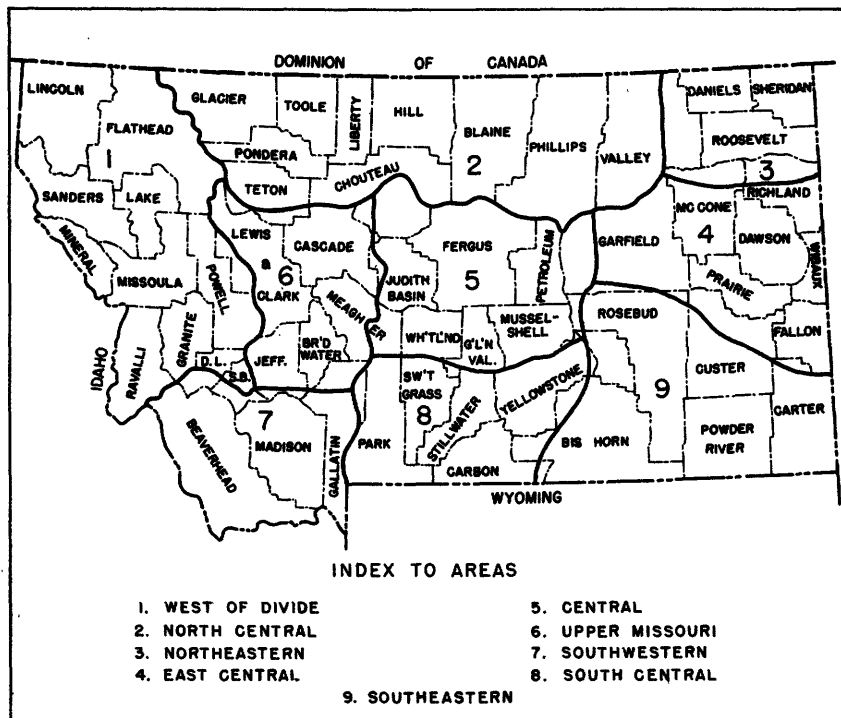 DOMINION OF CANADA
LINCOLN
GLACIER
TOOLE
LIBERTY
HILL
DANIELS
SHERIDAN
FLATHEAD
BLAINE
ROOSEVELT
1
PONDERA
2
PHILLIPS
VALLEY
3
TETON
CHOUTEAU
SANDERS
LAKE
RICHLAND
MC CONE
LEWIS
4
MINERAL
CASCADE
FERGUS
GARFIELD
DAWSON
WIBAUX
&
6
5
PETROLEUM
MISSOULA
POWELL
CLARK
JUDITH
BASIN
PRAIRIE
MEAGHER
MUSSEL-
SHELL
ROSEBUD
GRANITE
BR'D
WATER
WH'TL'ND
G'L'N
VAL.
FALLON
IDAHO
RAVALLI
D.L.
JEFF.
S.B.
SW'T
GRASS
YELLOWSTONE
CUSTER
9
7
8
STILLWATER
CARTER
BEAVERHEAD
MADISON
GALLATIN
PARK
BIS HORN
POWDER
RIVER
CARBON
WYOMING
INDEX TO AREAS
1. WEST OF DIVIDE
2. NORTH CENTRAL
3. NORTHEASTERN
4. EAST CENTRAL
5. CENTRAL
6. UPPER MISSOURI
7. SOUTHWESTERN
8. SOUTH CENTRAL
9. SOUTHEASTERN